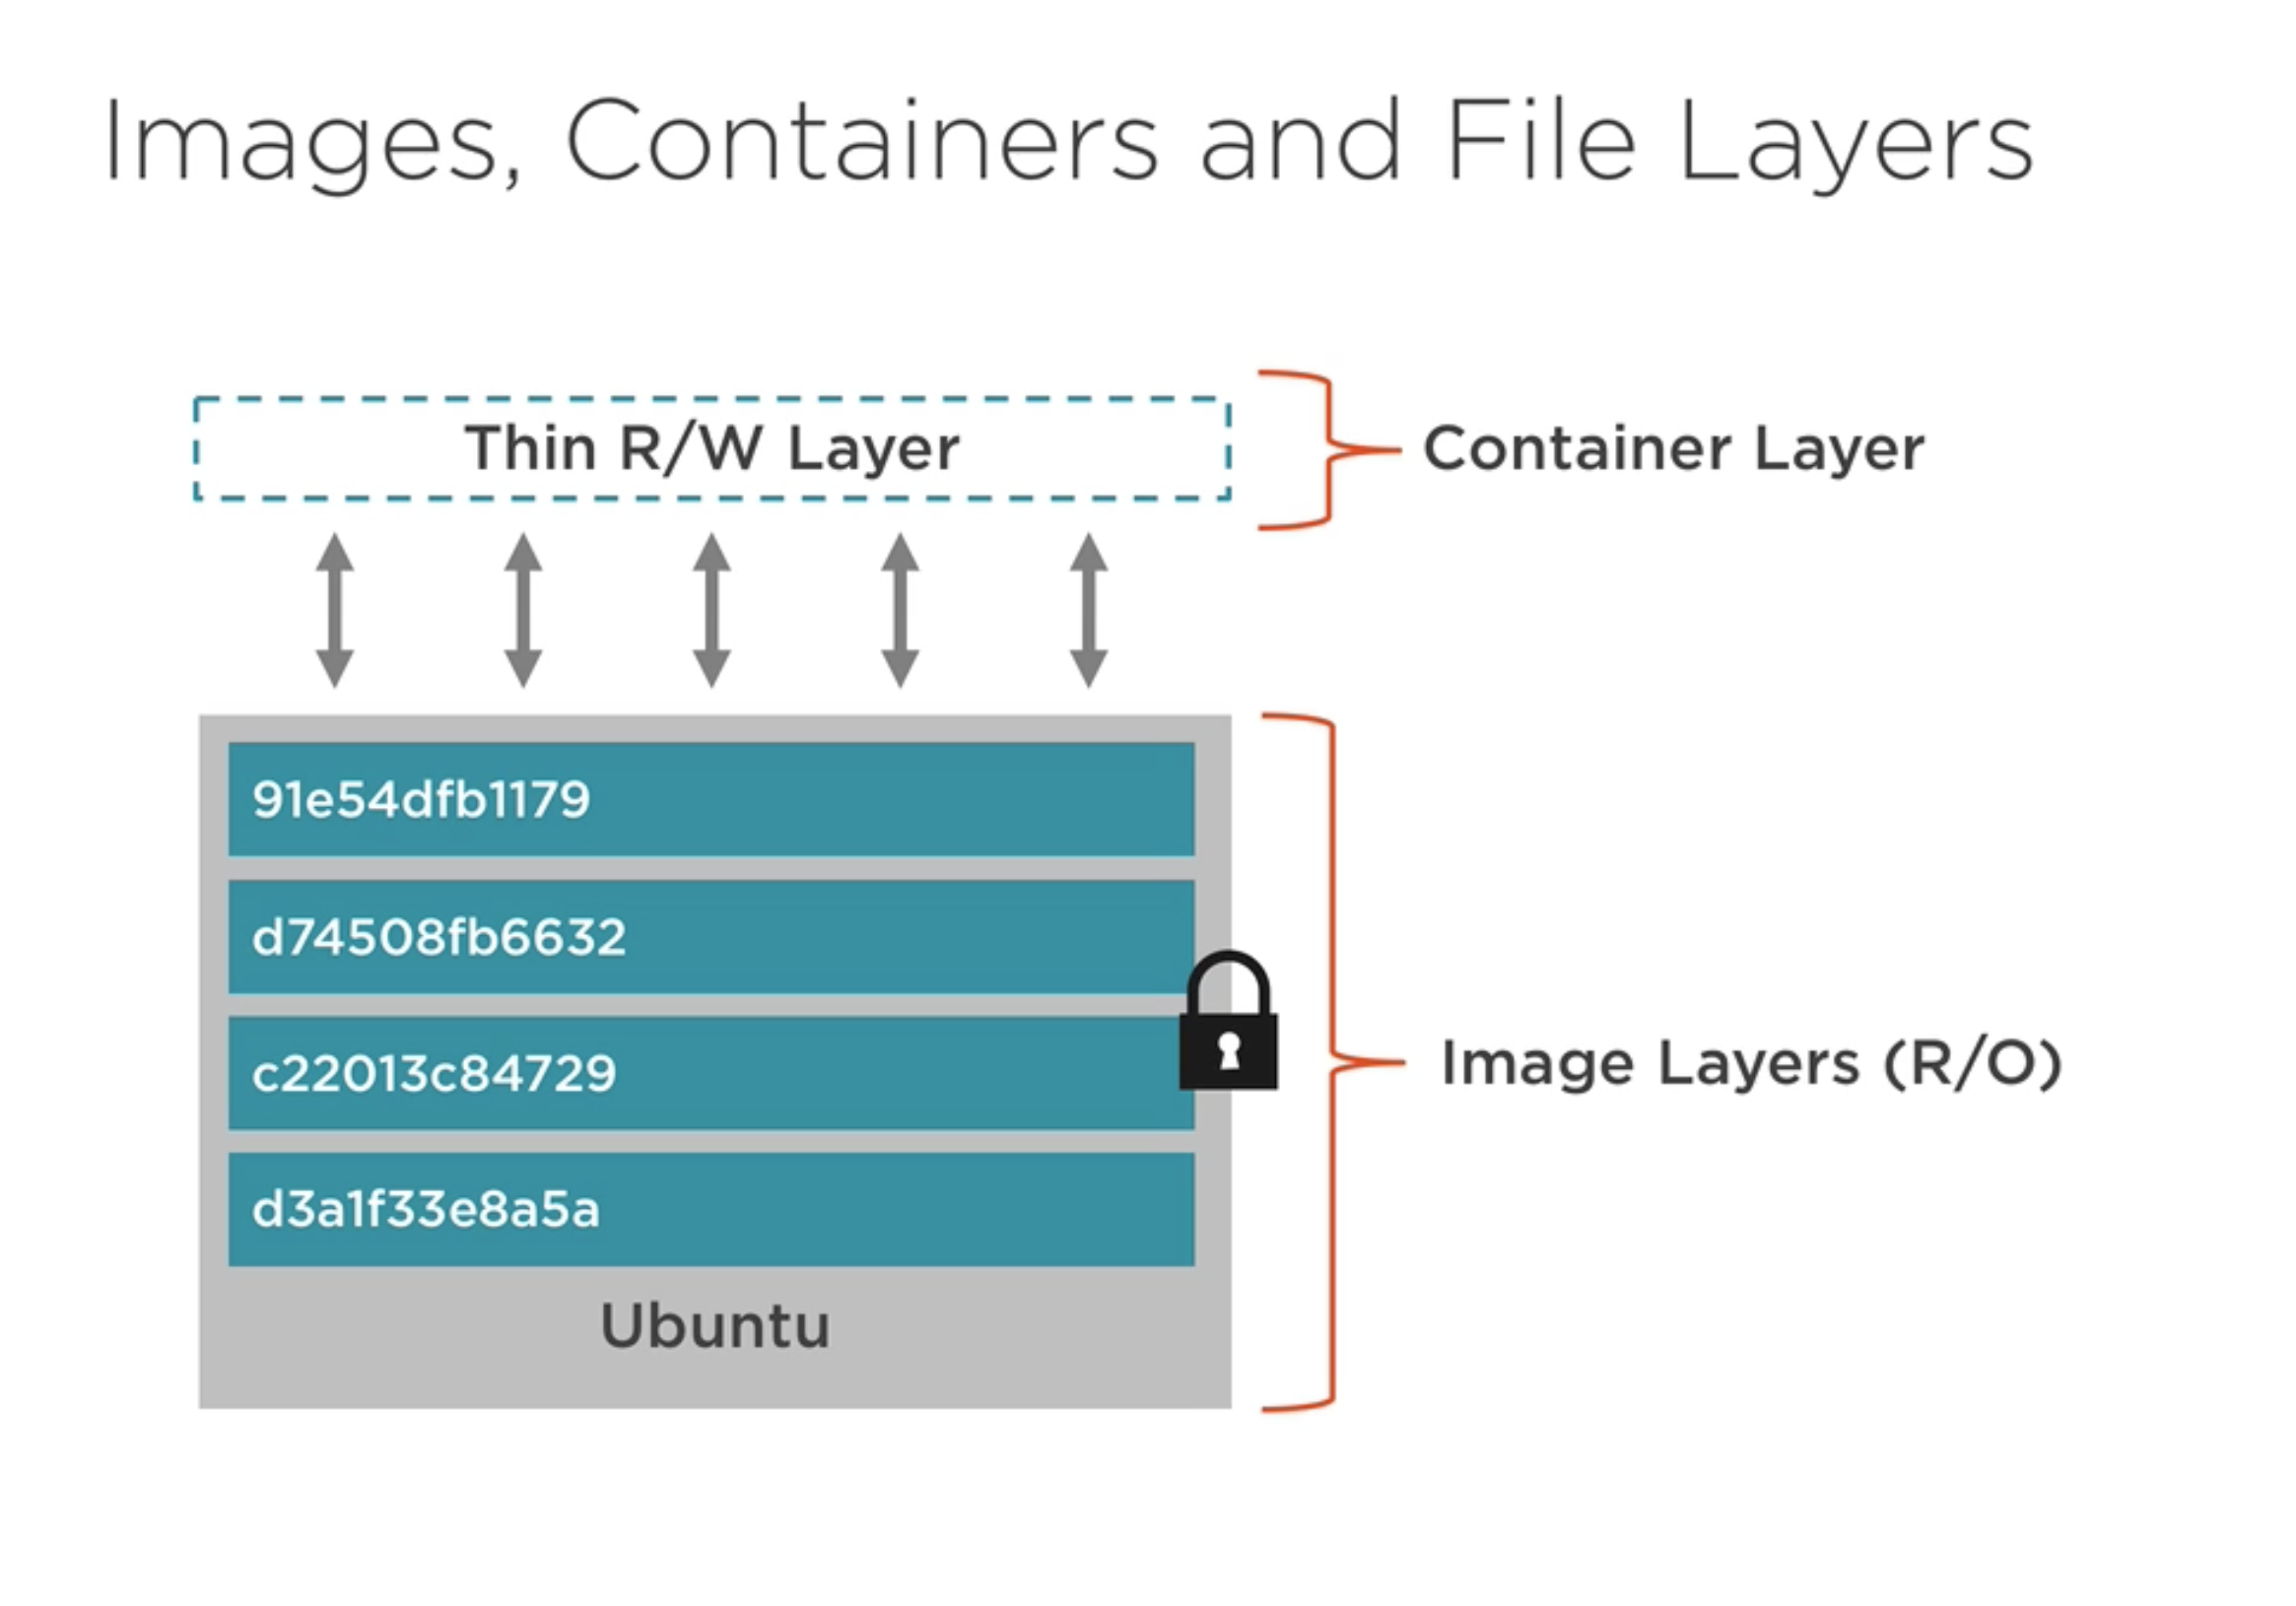 Images, Containers and File Layers
Thin R/W Layer
Container Layer
91e54dfb1179
d74508fb6632
c22013c84729
d3a1f33e8a5a
Ubuntu
Image Layers (R/O)